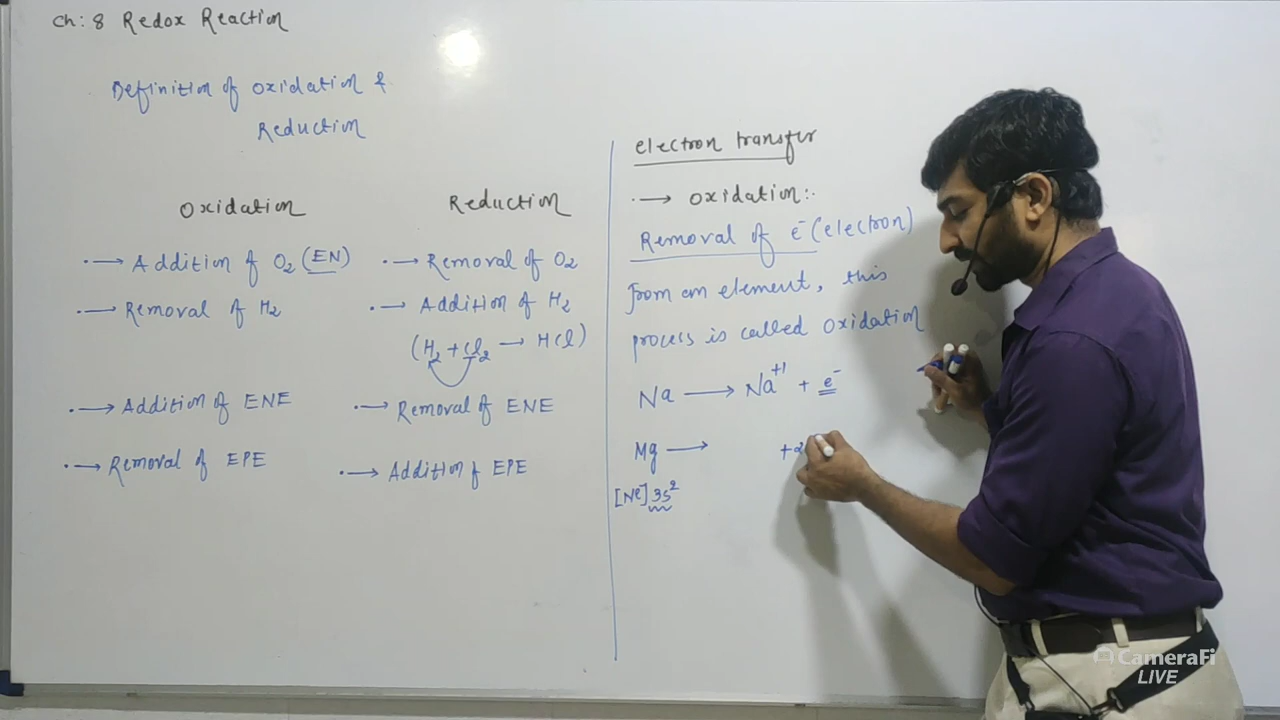 Ch: 8 Redox Reaction
Definition of Oxidation &
Reduction
Oxidation
→ Addition of O₂ (EN)
→ Removal of H₂
→ Addition of ENE
→ Removal of EPE
Reduction
→ Removal of O₂
→ Addition of H₂
(H₂ + Cl₂ → HCl)
→ Removal of ENE
→ Addition of EPE
electron transfer
→ Oxidation:-
Removal of e⁻ (electron)
from an element, this
process is called Oxidation
Na → Na⁺¹ + e⁻
Mg → +2
[Ne] 3s²
CameraFi
LIVE